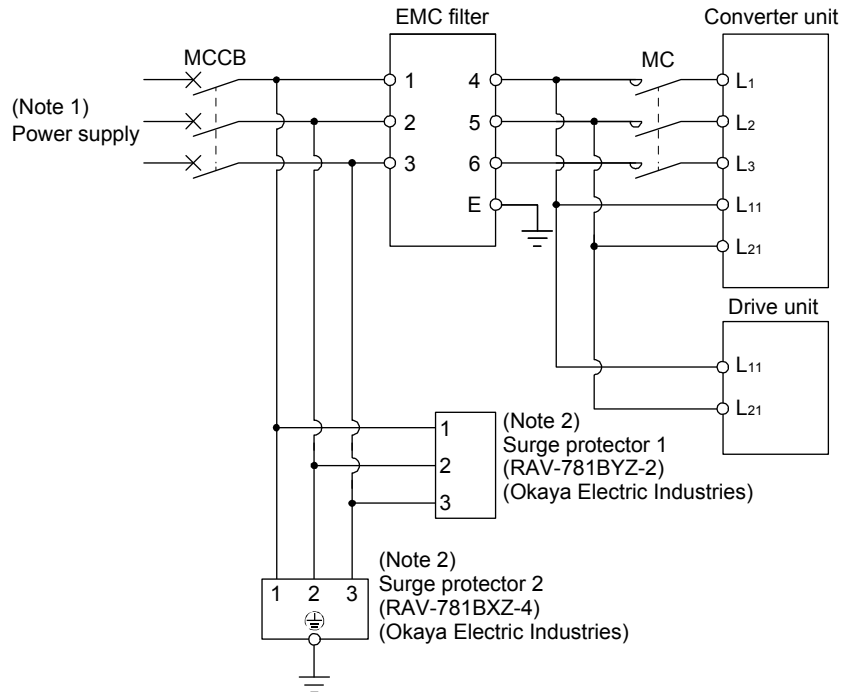 EMC filter
Converter unit
MCCB
MC
(Note 1)
Power supply
1
4
L1
2
5
L2
3
6
L3
E
L11
L21
Drive unit
L11
L21
1
2
3
(Note 2)
Surge protector 1
(RAV-781BYZ-2)
(Okaya Electric Industries)
1 2 3
(Note 2)
Surge protector 2
(RAV-781BXZ-4)
(Okaya Electric Industries)